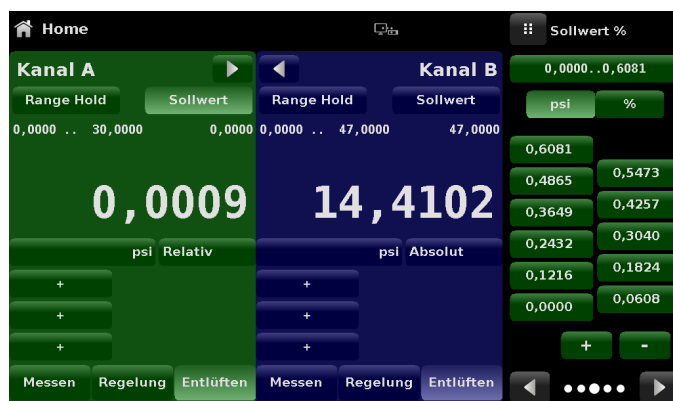 Home
Kanal A
Range Hold Sollwert
0,0000 .. 30,0000 0,0000
0,0009
psi Relativ
+
+
+
Messen Regelung Entlüften
Kanal B
Range Hold Sollwert
0,0000 .. 47,0000 47,0000
14,4102
psi Absolut
+
+
+
Messen Regelung Entlüften
Sollwert %
0,0000..0,6081
psi %
0,6081
0,5473
0,4865
0,4257
0,3649
0,3040
0,2432
0,1824
0,1216
0,0608
0,0000
+ -